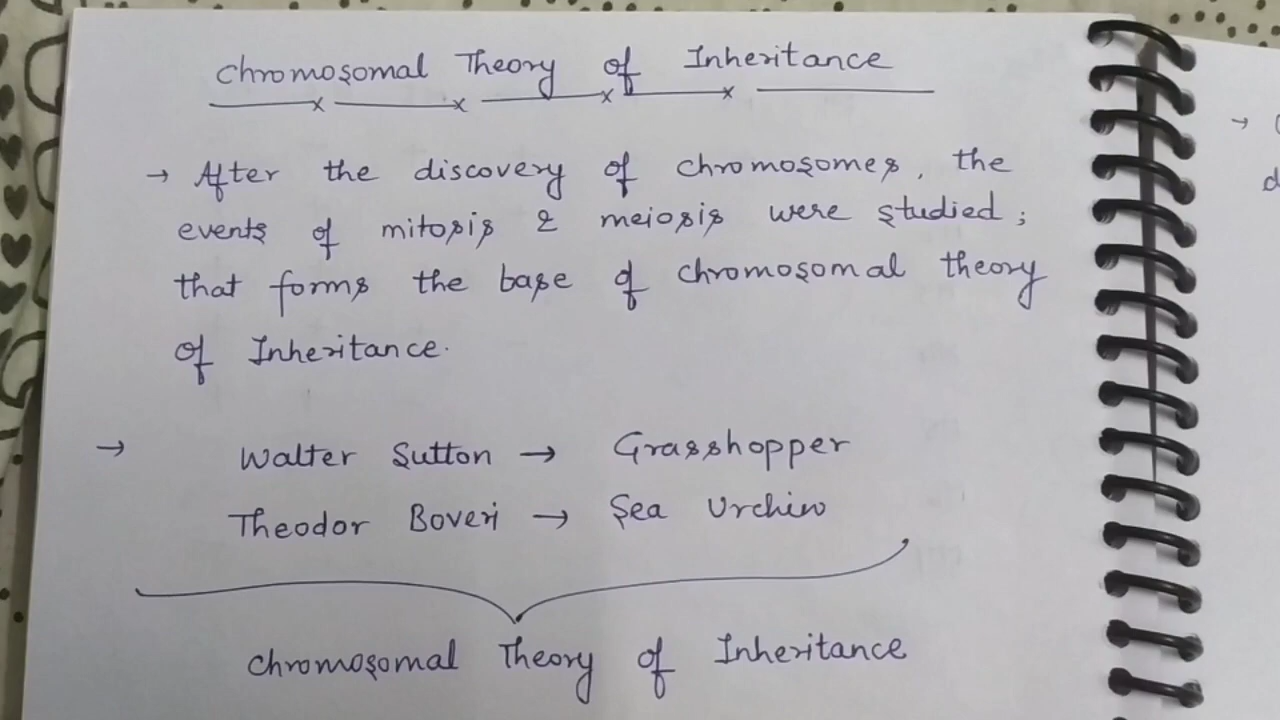 Chromosomal Theory of Inheritance
→ After the discovery of chromosomes, the
events of mitosis & meiosis were studied;
that forms the base of chromosomal theory
of Inheritance.
→ Walter Sutton → Grasshopper
Theodor Boveri → Sea Urchin
Chromosomal Theory of Inheritance